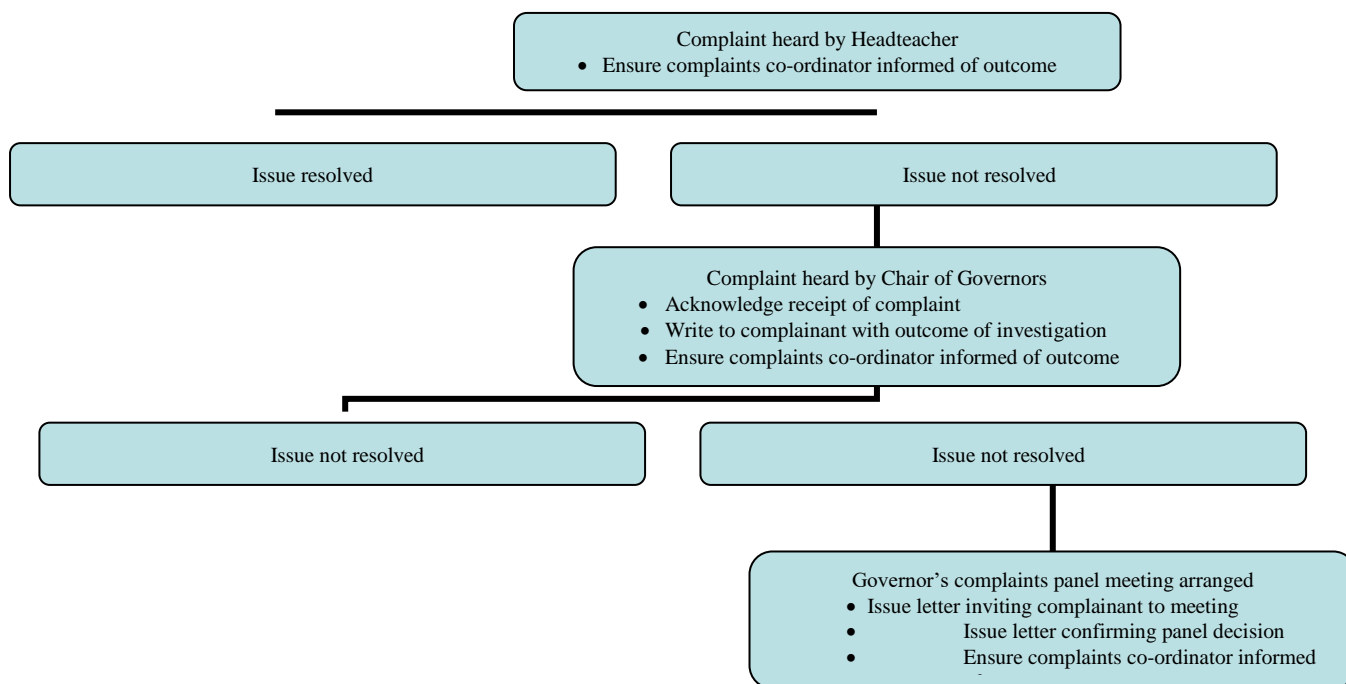 Complaint heard by Headteacher
• Ensure complaints co-ordinator informed of outcome
Issue resolved
Issue not resolved
Complaint heard by Chair of Governors
• Acknowledge receipt of complaint
• Write to complainant with outcome of investigation
• Ensure complaints co-ordinator informed of outcome
Issue not resolved
Issue not resolved
Governor’s complaints panel meeting arranged
• Issue letter inviting complainant to meeting
• Issue letter confirming panel decision
• Ensure complaints co-ordinator informed